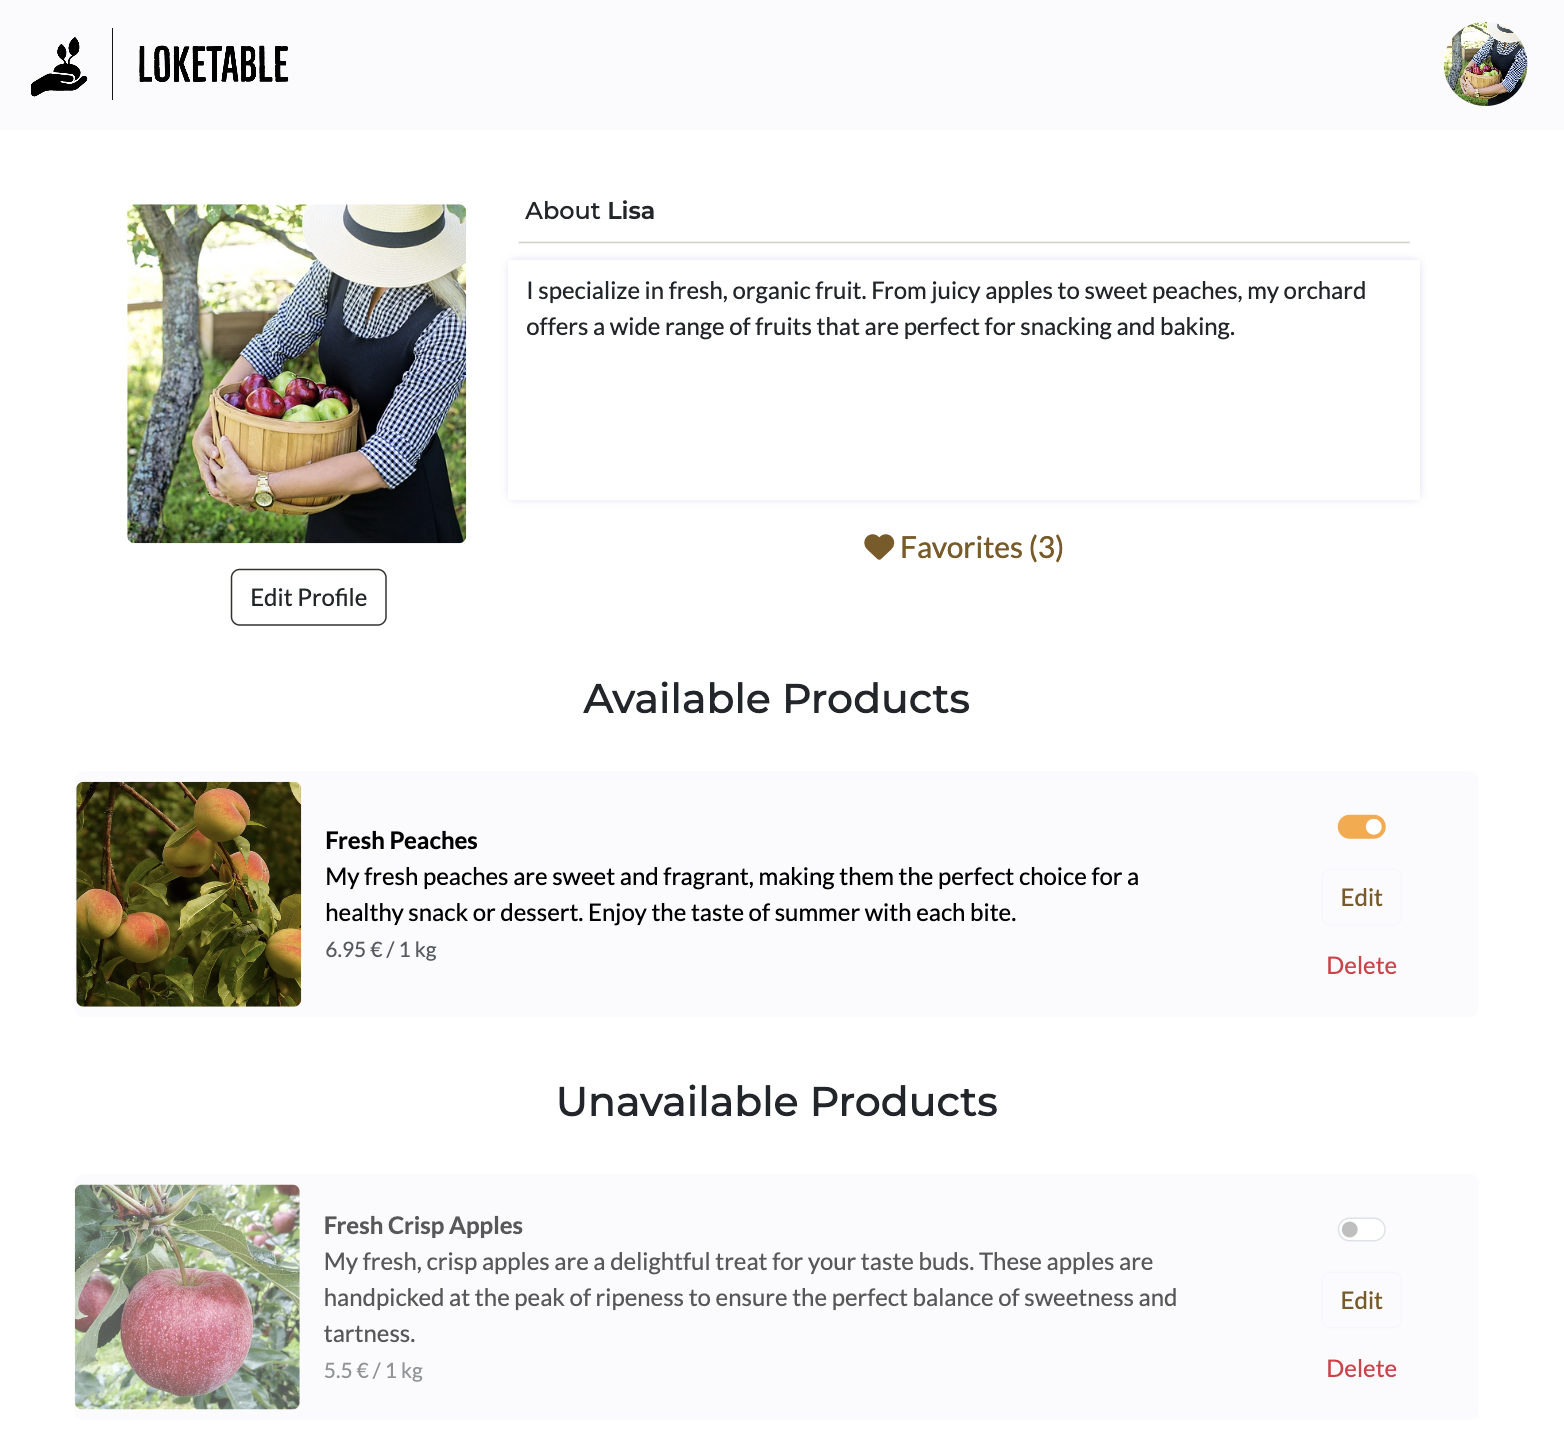 LOKETABLE
About Lisa
I specialize in fresh, organic fruit. From juicy apples to sweet peaches, my orchard
offers a wide range of fruits that are perfect for snacking and baking.
Favorites (3)
Edit Profile
Available Products
Fresh Peaches
My fresh peaches are sweet and fragrant, making them the perfect choice for a
healthy snack or dessert. Enjoy the taste of summer with each bite.
6.95 € / 1 kg
Edit
Delete
Unavailable Products
Fresh Crisp Apples
My fresh, crisp apples are a delightful treat for your taste buds. These apples are
handpicked at the peak of ripeness to ensure the perfect balance of sweetness and
tartness.
5.5 € / 1 kg
Edit
Delete